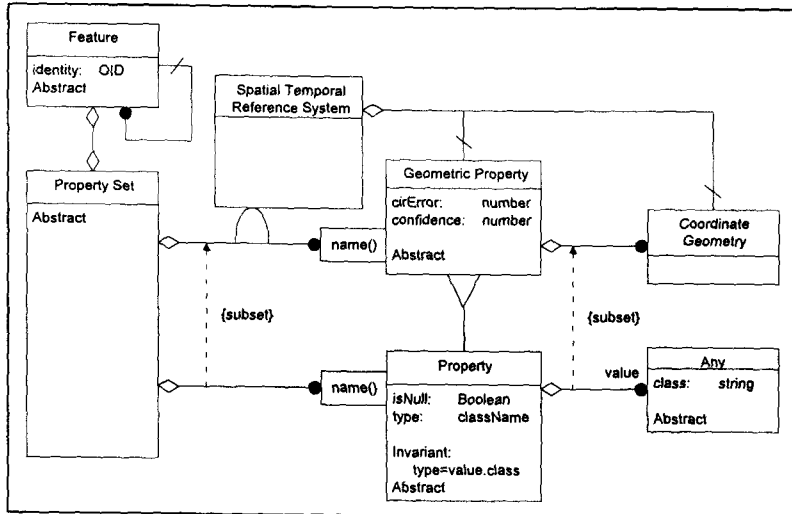 Feature
identity: OID
Abstract
Spatial Temporal
Reference System
Property Set
Abstract
Geometric Property
cirError: number
confidence: number
Abstract
name()
Coordinate
Geometry
{subset}
{subset}
Property
isNull: Boolean
type: className
Invariant:
type=value.class
Abstract
name()
value
Any
class: string
Abstract